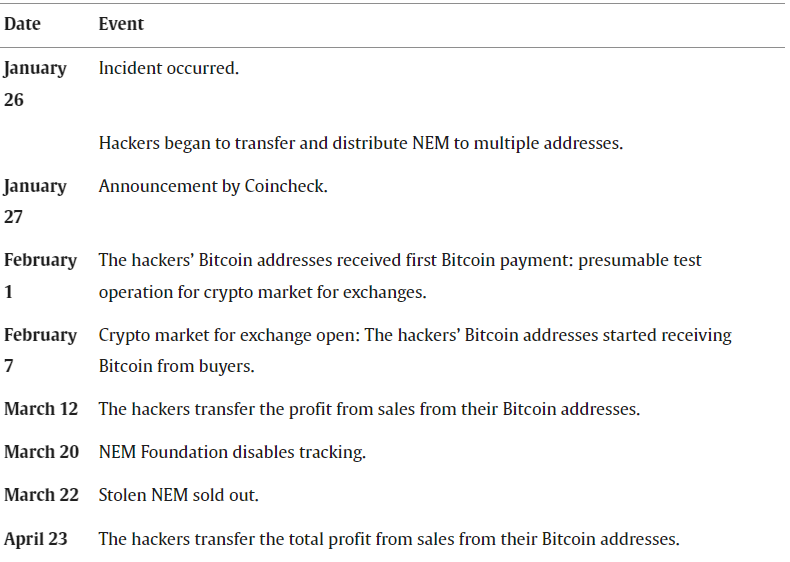 Date Event
January Incident occurred.
26
Hackers began to transfer and distribute NEM to multiple addresses.
January Announcement by Coincheck.
27
February The hackers’ Bitcoin addresses received first Bitcoin payment: presumable test
1 operation for crypto market for exchanges.
February Crypto market for exchange open: The hackers’ Bitcoin addresses started receiving
7 Bitcoin from buyers.
March 12 The hackers transfer the profit from sales from their Bitcoin addresses.
March 20 NEM Foundation disables tracking.
March 22 Stolen NEM sold out.
April 23 The hackers transfer the total profit from sales from their Bitcoin addresses.